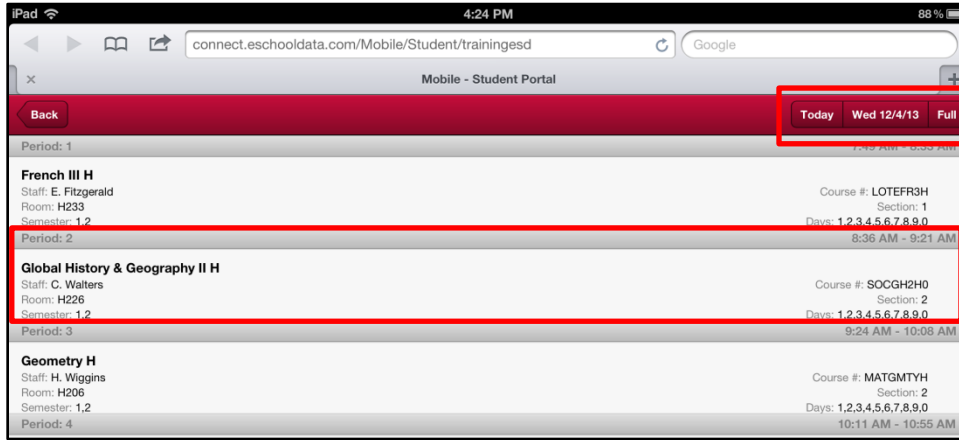 iPad 4:24 PM 88%
connect.eschooldata.com/Mobile/Student/trainingesd Google
Mobile - Student Portal
Back Today Wed 12/4/13 Full
Period: 1 7:49 AM - 8:33 AM
French III H
Staff: E. Fitzgerald Course #: LOTEFR3H
Room: H233 Section: 1
Semester: 1,2 Days: 1,2,3,4,5,6,7,8,9,0
Period: 2 8:36 AM - 9:21 AM
Global History & Geography II H
Staff: C. Walters Course #: SOCGH2H0
Room: H226 Section: 2
Semester: 1,2 Days: 1,2,3,4,5,6,7,8,9,0
Period: 3 9:24 AM - 10:08 AM
Geometry H
Staff: H. Wiggins Course #: MATGMTYH
Room: H206 Section: 2
Semester: 1,2 Days: 1,2,3,4,5,6,7,8,9,0
Period: 4 10:11 AM - 10:55 AM